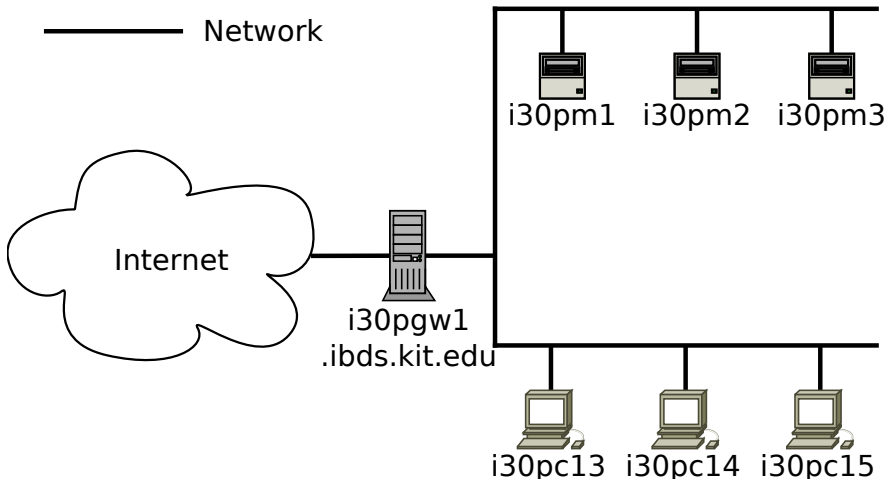 Network
i30pm1
i30pm2
i30pm3
Internet
i30pgw1
.ibds.kit.edu
i30pc13
i30pc14
i30pc15